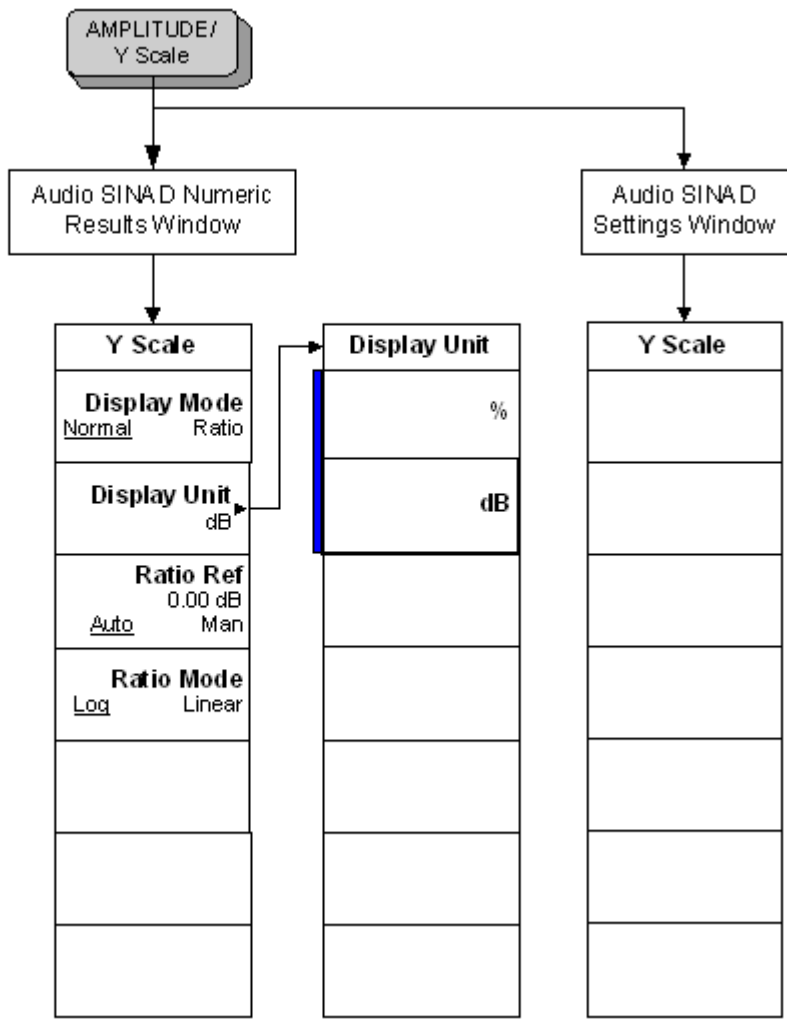 AMPLITUDE/
Y Scale
Audio SINAD Numeric
Results Window
Audio SINAD
Settings Window
Y Scale
Display Mode
Normal Ratio
Display Unit
dB
Ratio Ref
0.00 dB
Auto Man
Ratio Mode
Log Linear
Display Unit
%
dB
Y Scale